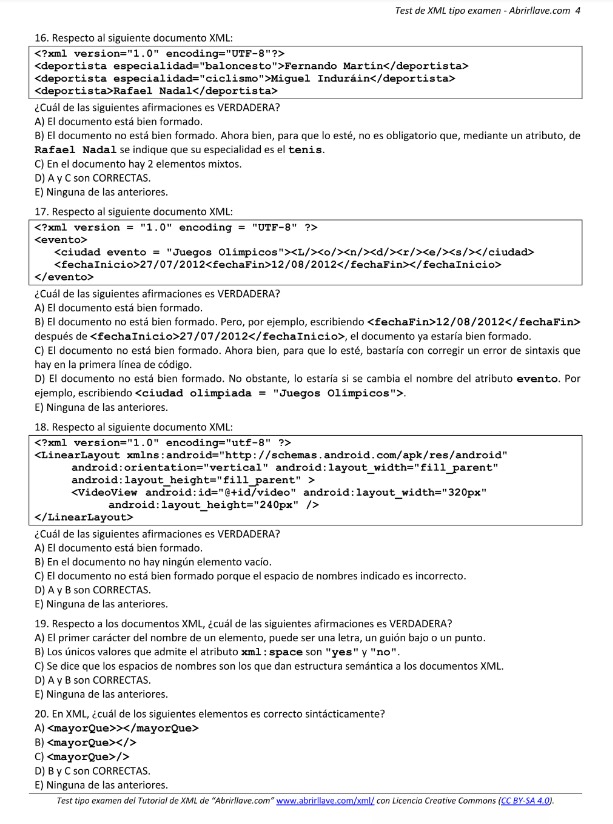 Test de XML tipo examen - Abrirllave.com 4
16. Respecto al siguiente documento XML:
<?xml version="1.0" encoding="UTF-8"?>
<deportista especialidad="baloncesto">Fernando Martín</deportista>
<deportista especialidad="ciclismo">Miguel Induráin</deportista>
<deportista>Rafael Nadal</deportista>
¿Cuál de las siguientes afirmaciones es VERDADERA?
A) El documento está bien formado.
B) El documento no está bien formado. Ahora bien, para que lo esté, no es obligatorio que, mediante un atributo, de
Rafael Nadal se indique que su especialidad es el tenis.
C) En el documento hay 2 elementos mixtos.
D) A y C son CORRECTAS.
E) Ninguna de las anteriores.
17. Respecto al siguiente documento XML:
<?xml version = "1.0" encoding = "UTF-8" ?>
<evento>
<ciudad evento = "Juegos Olímpicos"><L/><o/><n/><d/><r/><e/><s/></ciudad>
<fechaInicio>27/07/2012<fechaFin>12/08/2012</fechaFin></fechaInicio>
</evento>
¿Cuál de las siguientes afirmaciones es VERDADERA?
A) El documento está bien formado.
B) El documento no está bien formado. Pero, por ejemplo, escribiendo <fechaFin>12/08/2012</fechaFin>
después de <fechaInicio>27/07/2012</fechaInicio>, el documento ya estaría bien formado.
C) El documento no está bien formado. Ahora bien, para que lo esté, bastaría con corregir un error de sintaxis que
hay en la primera línea de código.
D) El documento no está bien formado. No obstante, lo estaría si se cambia el nombre del atributo evento. Por
ejemplo, escribiendo <ciudad olimpiada = "Juegos Olímpicos">.
E) Ninguna de las anteriores.
18. Respecto al siguiente documento XML:
<?xml version="1.0" encoding="utf-8" ?>
<LinearLayout xmlns:android="http://schemas.android.com/apk/res/android"
android:orientation="vertical" android:layout_width="fill_parent"
android:layout_height="fill_parent" >
<VideoView android:id="@+id/video" android:layout_width="320px"
android:layout_height="240px" />
</LinearLayout>
¿Cuál de las siguientes afirmaciones es VERDADERA?
A) El documento está bien formado.
B) En el documento no hay ningún elemento vacío.
C) El documento no está bien formado porque el espacio de nombres indicado es incorrecto.
D) A y B son CORRECTAS.
E) Ninguna de las anteriores.
19. Respecto a los documentos XML, ¿cuál de las siguientes afirmaciones es VERDADERA?
A) El primer carácter del nombre de un elemento, puede ser una letra, un guión bajo o un punto.
B) Los únicos valores que admite el atributo xml:space son "yes" y "no".
C) Se dice que los espacios de nombres son los que dan estructura semántica a los documentos XML.
D) A y B son CORRECTAS.
E) Ninguna de las anteriores.
20. En XML, ¿cuál de los siguientes elementos es correcto sintácticamente?
A) <mayorQue>></mayorQue>
B) <mayorQue></>
C) <mayorQue>/>
D) B y C son CORRECTAS.
E) Ninguna de las anteriores.
Test tipo examen del Tutorial de XML de "Abrirllave.com" www.abrirllave.com/xml/ con Licencia Creative Commons (CC BY-SA 4.0).